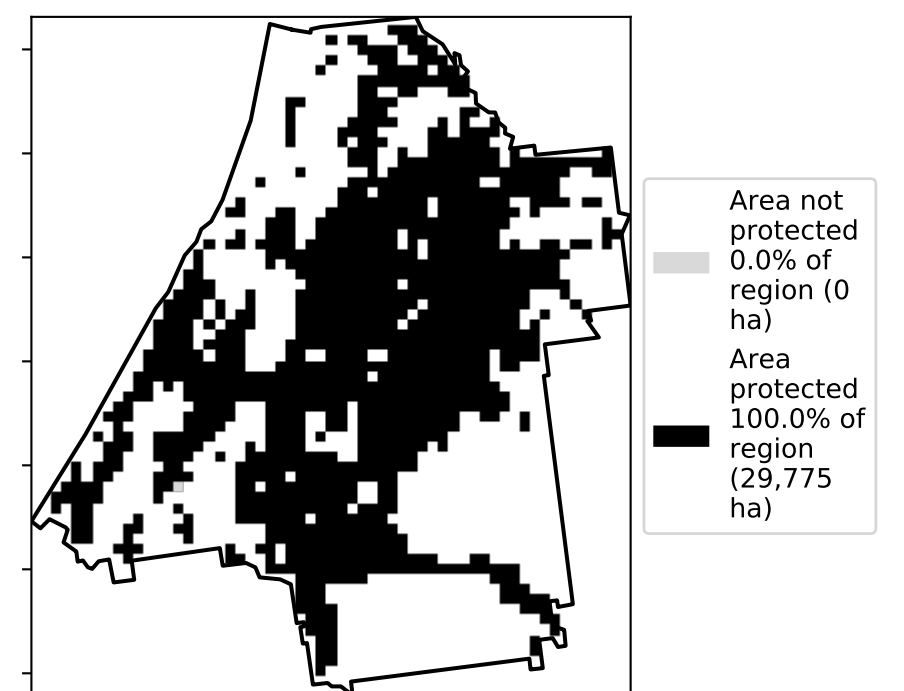 Area not
protected
0.0% of
region (0
ha)
Area
protected
100.0% of
region
(29,775
ha)